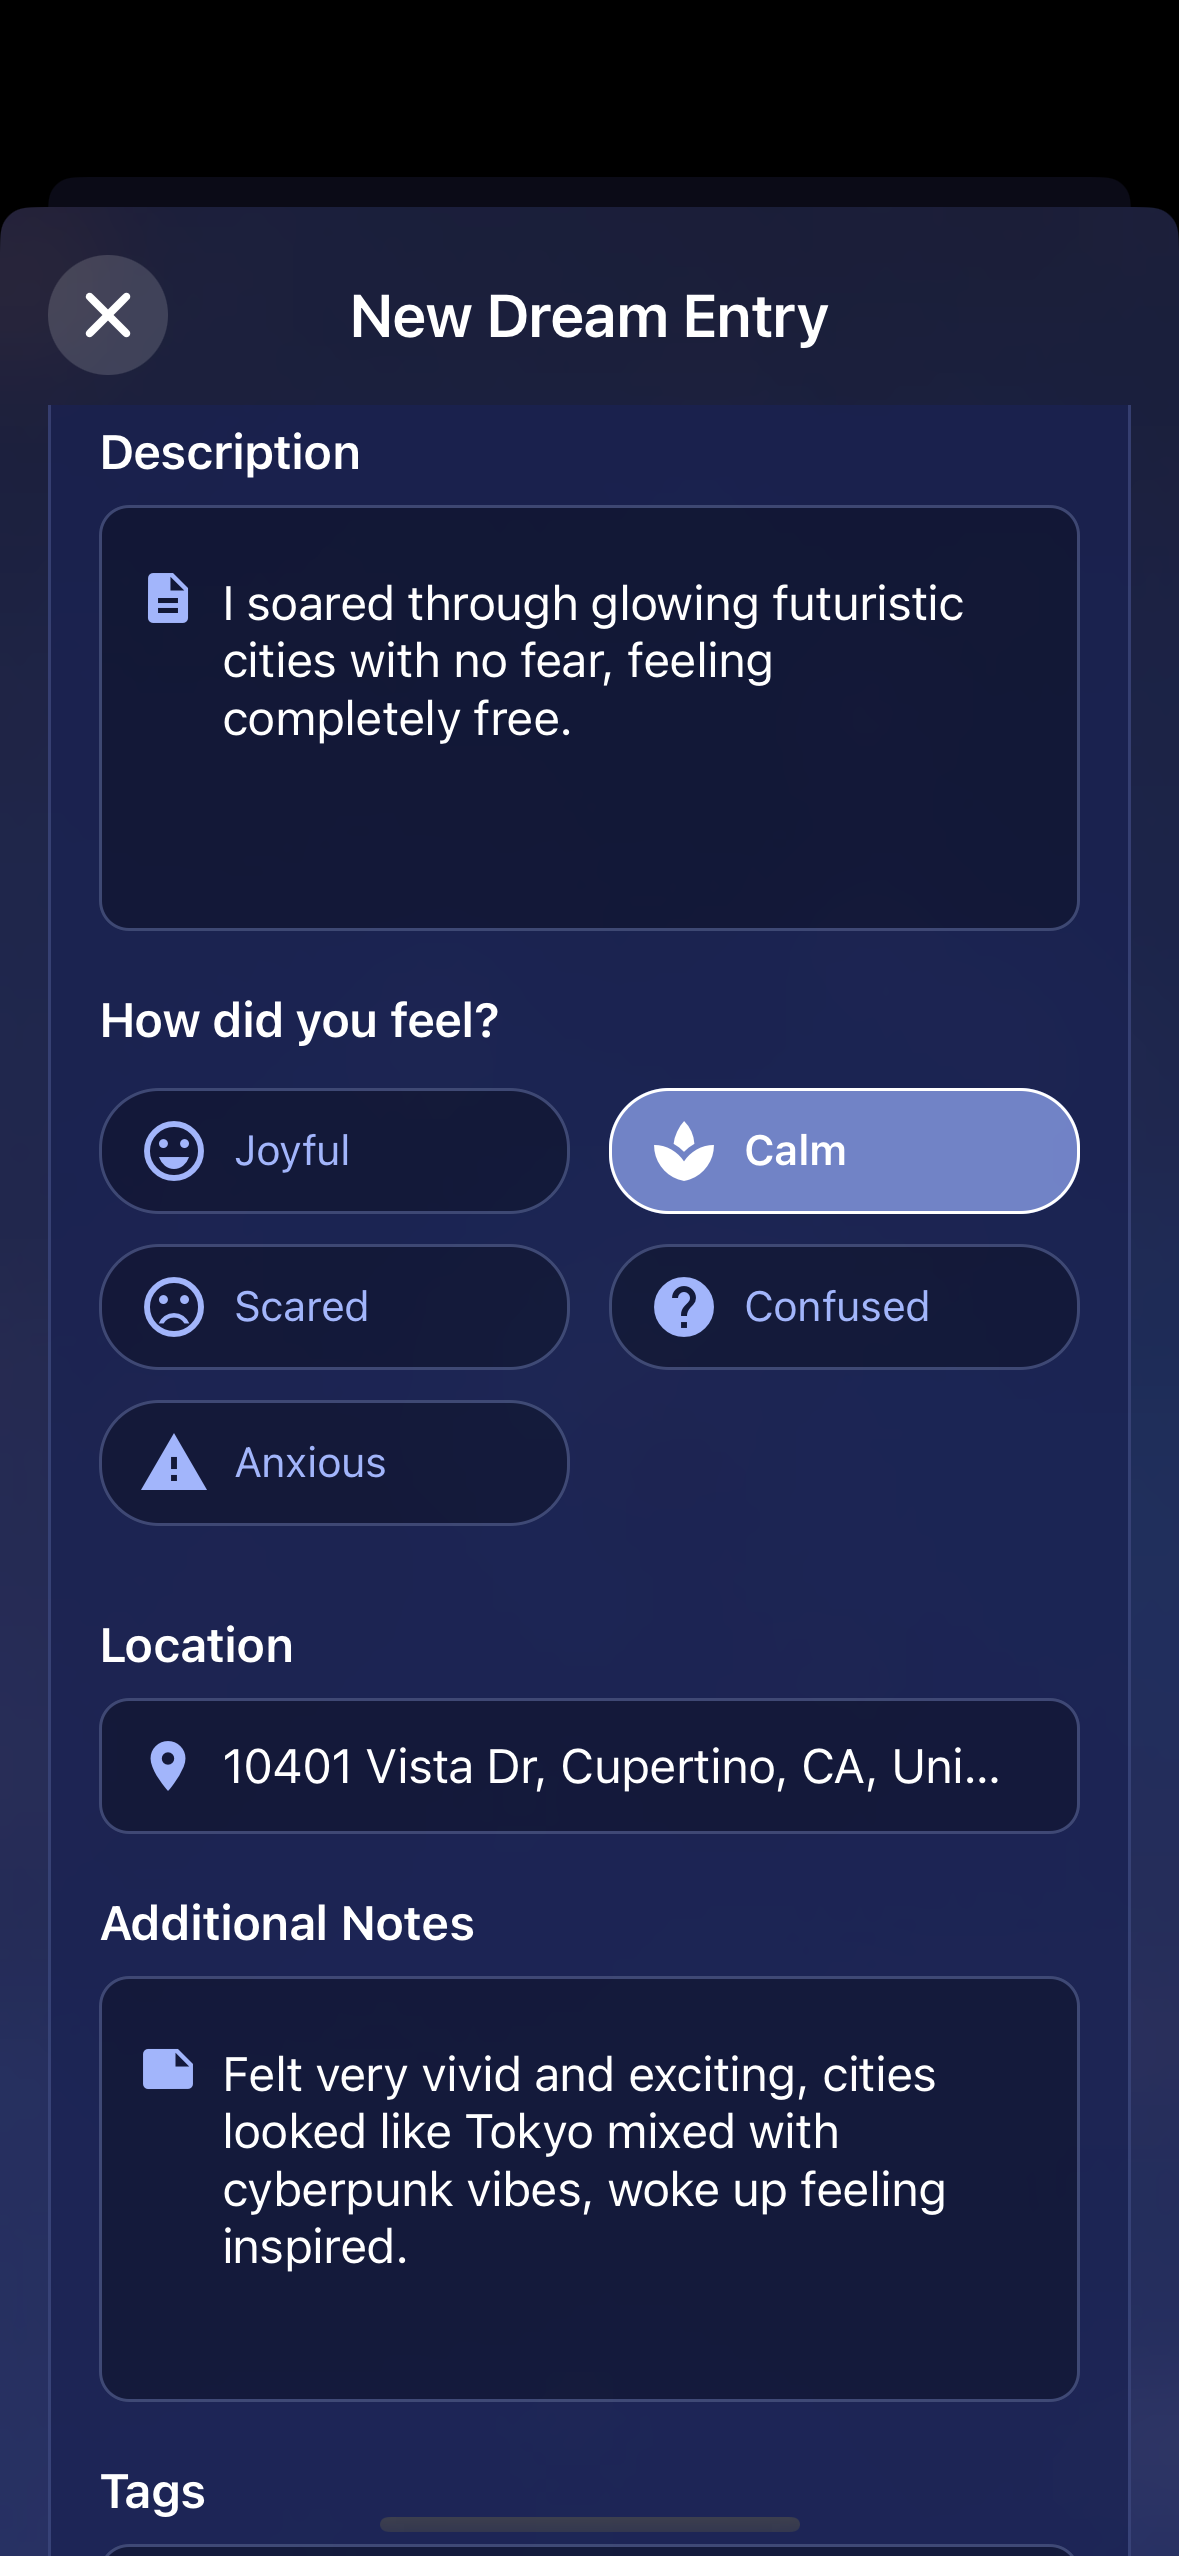 New Dream Entry
Description
I soared through glowing futuristic
cities with no fear, feeling
completely free.
How did you feel?
Joyful
Calm
Scared
Confused
Anxious
Location
10401 Vista Dr, Cupertino, CA, Uni...
Additional Notes
Felt very vivid and exciting, cities
looked like Tokyo mixed with
cyberpunk vibes, woke up feeling
inspired.
Tags